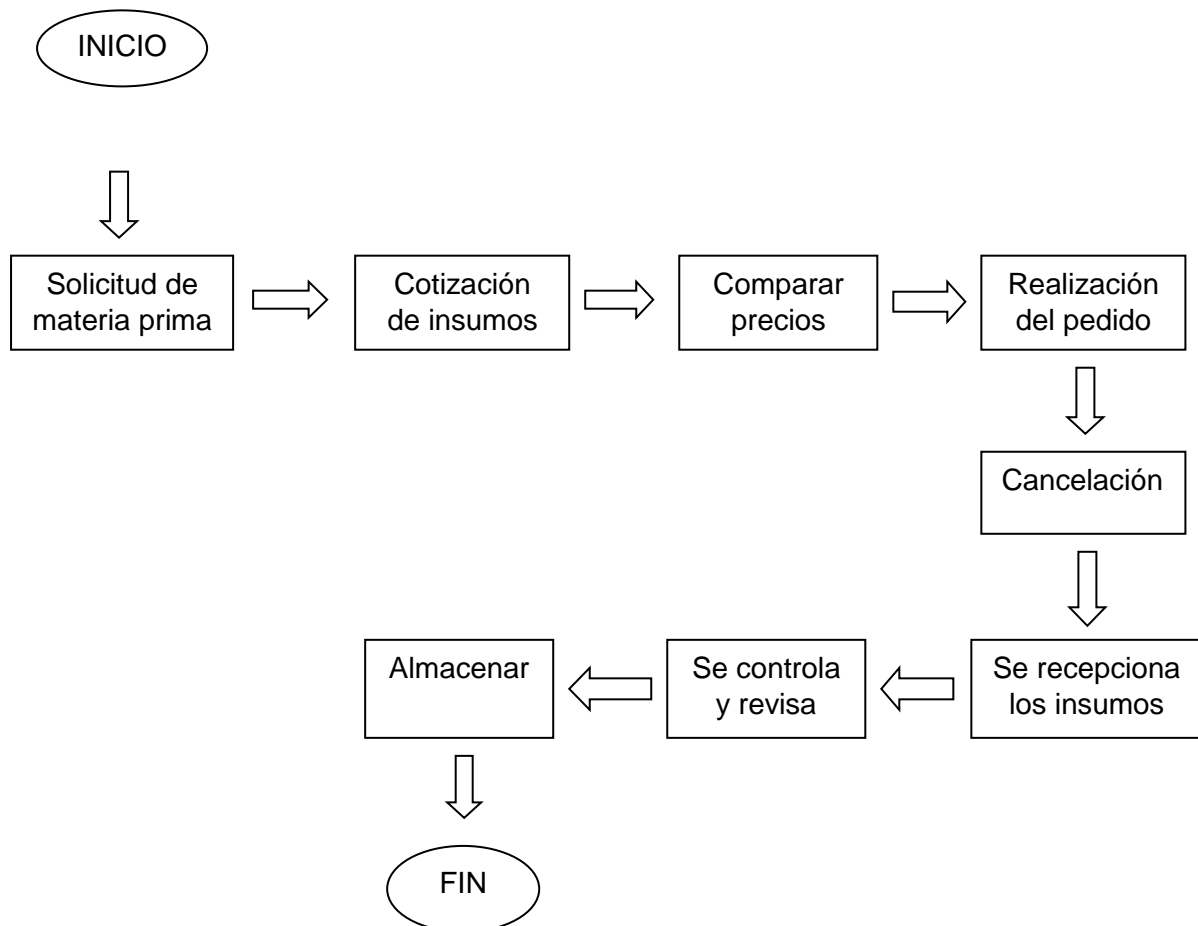 INICIO
Solicitud de
materia prima
Cotización
de insumos
Comparar
precios
Realización
del pedido
Cancelación
Se recepciona
los insumos
Se controla
y revisa
Almacenar
FIN